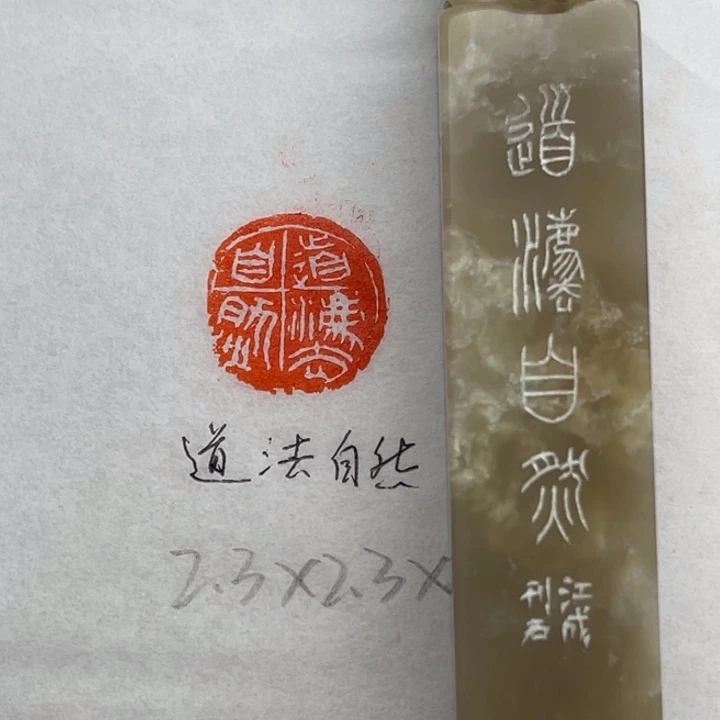 道法自然
道法自然
2.3×2.3×
道灋自然
江成
刊石